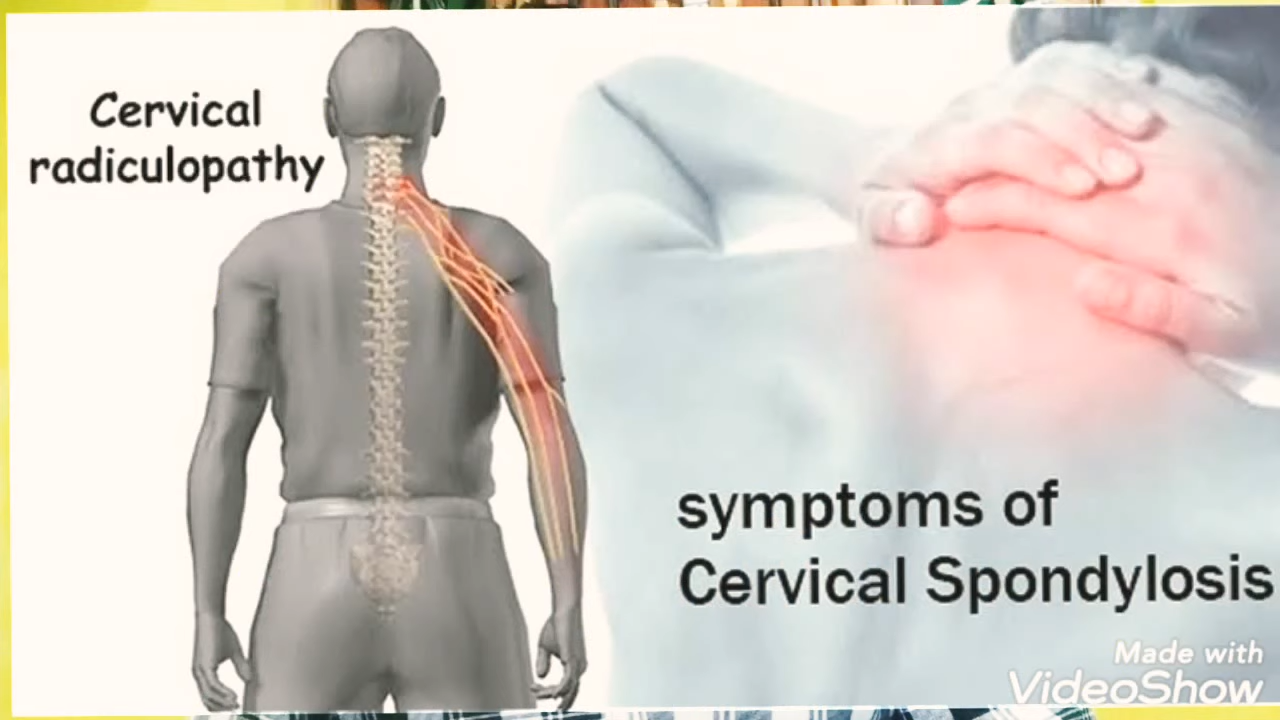 Cervical
radiculopathy
symptoms of
Cervical Spondylosis
Made with
VideoShow